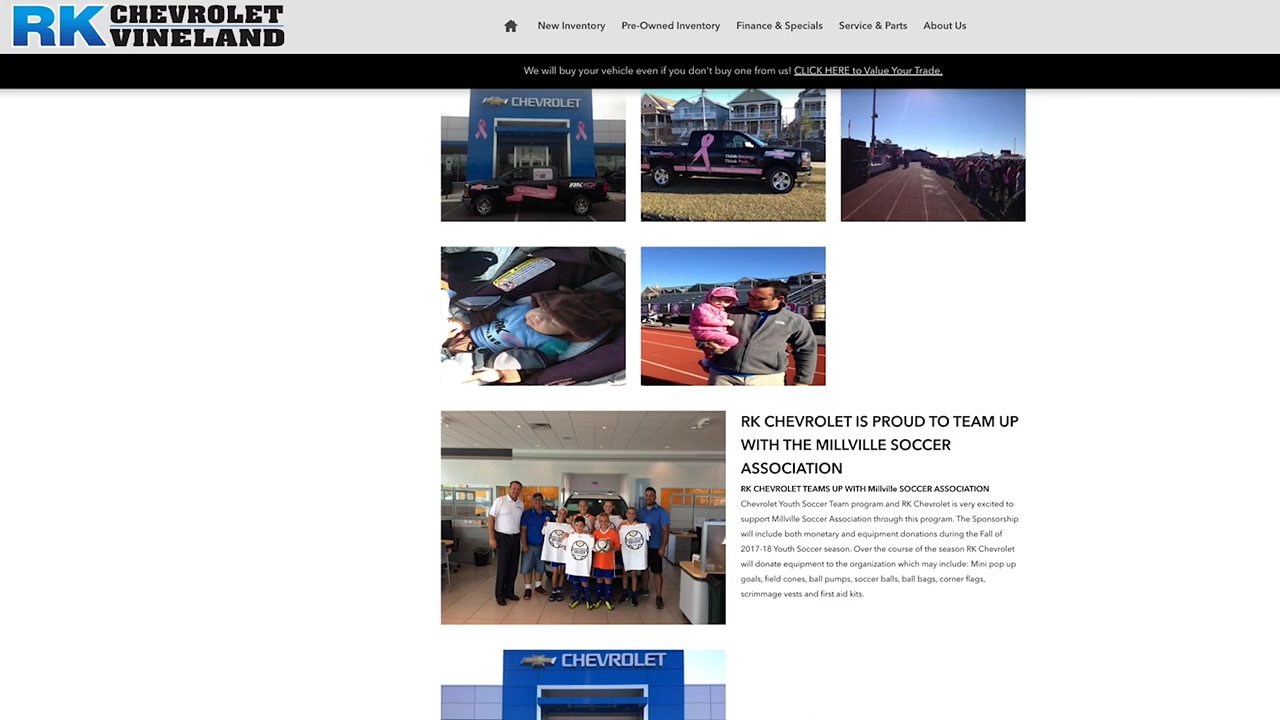 RK CHEVROLET
VINELAND
New Inventory Pre-Owned Inventory Finance & Specials Service & Parts About Us
We will buy your vehicle even if you don't buy one from us! CLICK HERE to Value Your Trade.
CHEVROLET
RK
Think Strong.
Think Pink.
RK CHEVROLET IS PROUD TO TEAM UP
WITH THE MILLVILLE SOCCER
ASSOCIATION
RK CHEVROLET TEAMS UP WITH Millville SOCCER ASSOCIATION
Chevrolet Youth Soccer Team program and RK Chevrolet is very excited to
support Millville Soccer Association through this program. The Sponsorship
will include both monetary and equipment donations during the Fall of
2017-18 Youth Soccer season. Over the course of the season RK Chevrolet
will donate equipment to the organization which may include: Mini pop up
goals, field cones, ball pumps, soccer balls, ball bags, corner flags,
scrimmage vests and first aid kits.
CHEVROLET